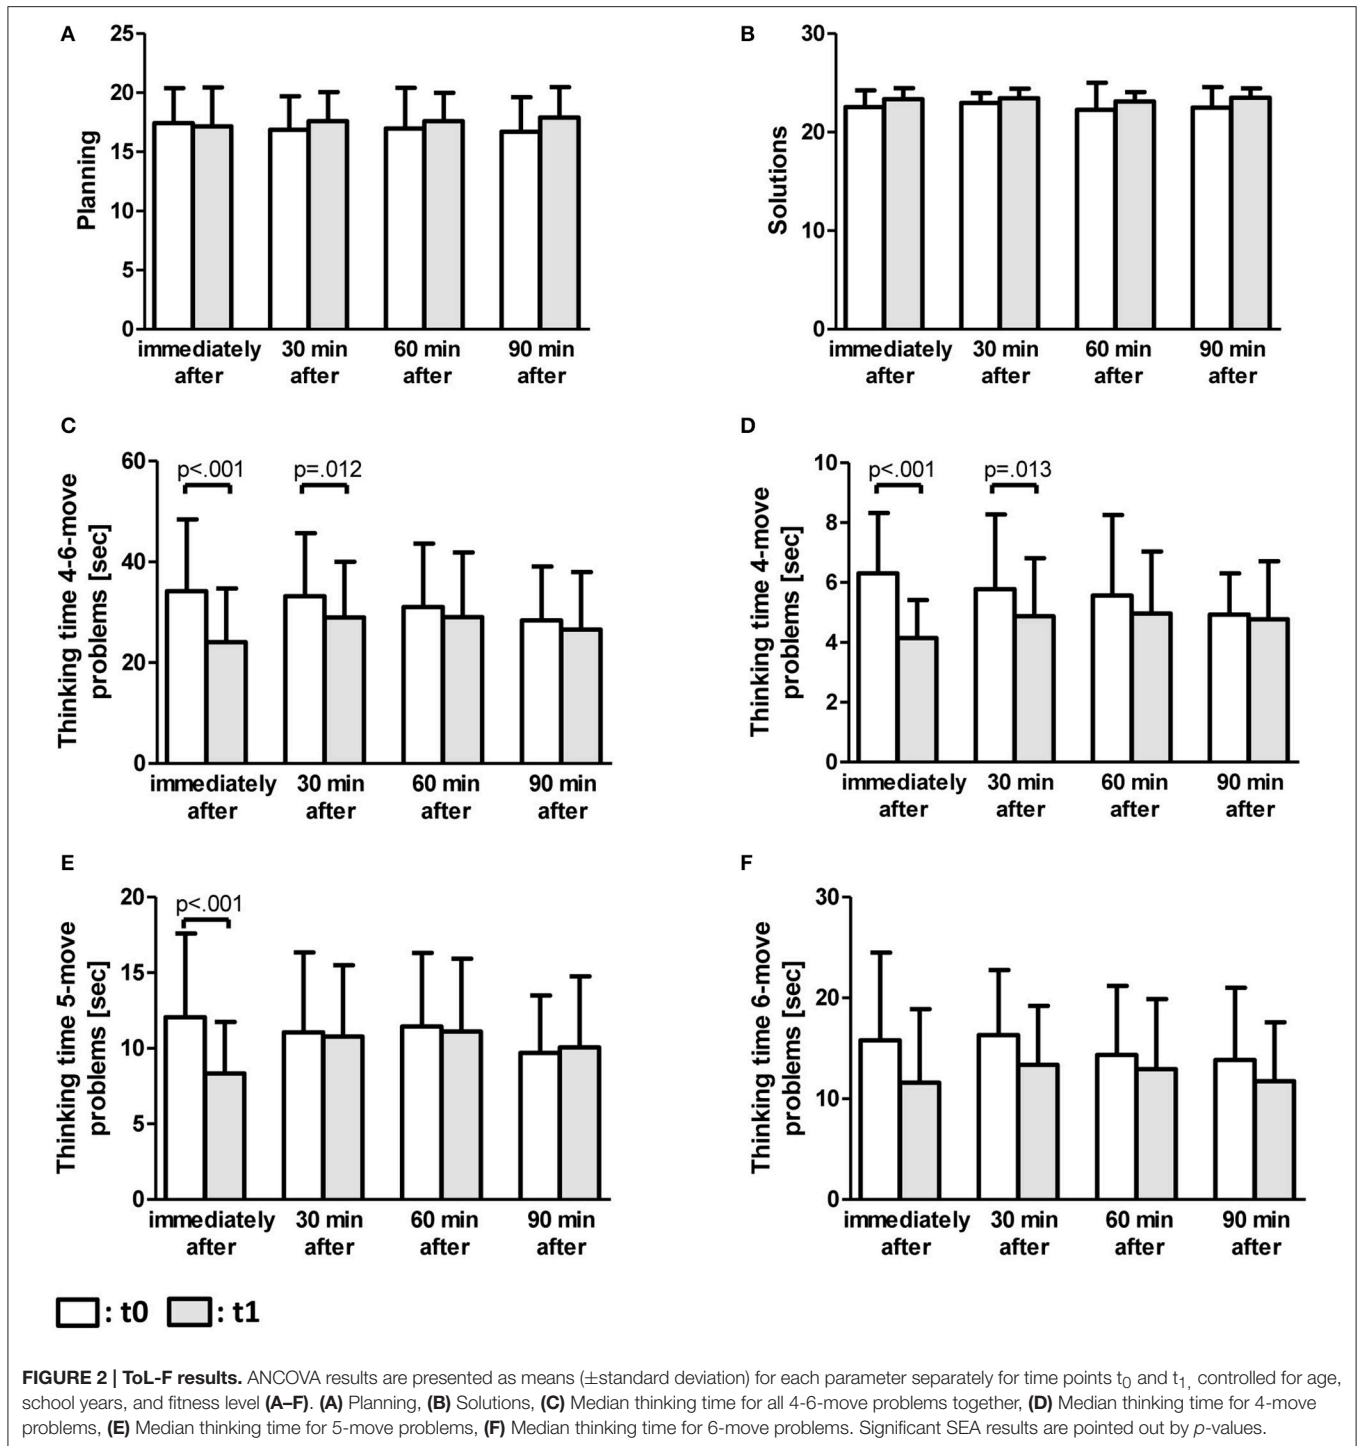 A
25
20
15
10
5
0
Planning
immediately after
30 min after
60 min after
90 min after
B
30
20
10
0
Solutions
immediately after
30 min after
60 min after
90 min after
C
60
40
20
0
Thinking time 4-6-move
problems [sec]
p<.001
p=.012
immediately after
30 min after
60 min after
90 min after
D
10
8
6
4
2
0
Thinking time 4-move
problems [sec]
p<.001
p=.013
immediately after
30 min after
60 min after
90 min after
E
20
15
10
5
0
Thinking time 5-move
problems [sec]
p<.001
immediately after
30 min after
60 min after
90 min after
F
30
20
10
0
Thinking time 6-move
problems [sec]
immediately after
30 min after
60 min after
90 min after
: t0 : t1
FIGURE 2 | ToL-F results. ANCOVA results are presented as means (±standard deviation) for each parameter separately for time points t0 and t1, controlled for age,
school years, and fitness level (A–F). (A) Planning, (B) Solutions, (C) Median thinking time for all 4-6-move problems together, (D) Median thinking time for 4-move
problems, (E) Median thinking time for 5-move problems, (F) Median thinking time for 6-move problems. Significant SEA results are pointed out by p-values.